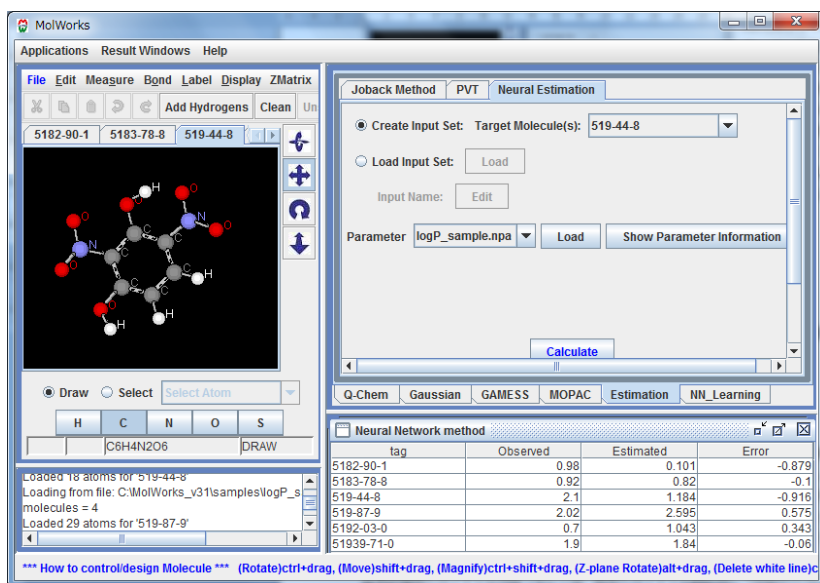 MolWorks
Applications Result Windows Help
File Edit Measure Bond Label Display ZMatrix
Add Hydrogens Clean Un
5182-90-1 5183-78-8 519-44-8
H
O O
N
N O
C C
O C
C C
C H
O
H H
Draw Select Select Atom
H C N O S
C6H4N2O6 DRAW
Loaded 18 atoms for '519-44-8'
Loading from file: C:\MolWorks_v31\samples\logP_s
molecules = 4
Loaded 29 atoms for '519-87-9'
Joback Method PVT Neural Estimation
Create Input Set: Target Molecule(s): 519-44-8
Load Input Set: Load
Input Name: Edit
Parameter logP_sample.npa Load Show Parameter Information
Calculate
Q-Chem Gaussian GAMESS MOPAC Estimation NN_Learning
Neural Network method
tag Observed Estimated Error
5182-90-1 0.98 0.101 -0.879
5183-78-8 0.92 0.82 -0.1
519-44-8 2.1 1.184 -0.916
519-87-9 2.02 2.595 0.575
5192-03-0 0.7 1.043 0.343
51939-71-0 1.9 1.84 -0.06
*** How to control/design Molecule *** (Rotate)ctrl+drag, (Move)shift+drag, (Magnify)ctrl+shift+drag, (Z-plane Rotate)alt+drag, (Delete white line)c